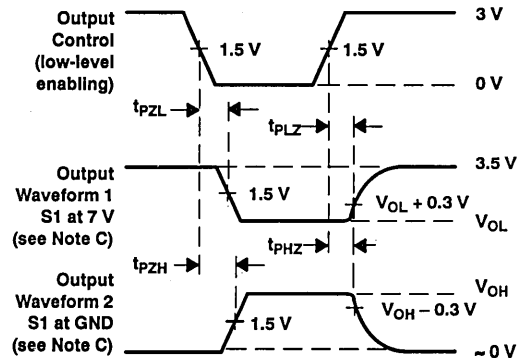 Output
Control
(low-level
enabling)
1.5 V
1.5 V
3 V
0 V
tPZL
tPLZ
Output
Waveform 1
S1 at 7 V
(see Note C)
1.5 V
3.5 V
VOL + 0.3 V
VOL
tPZH
tPHZ
Output
Waveform 2
S1 at GND
(see Note C)
1.5 V
VOH
VOH − 0.3 V
≈ 0 V